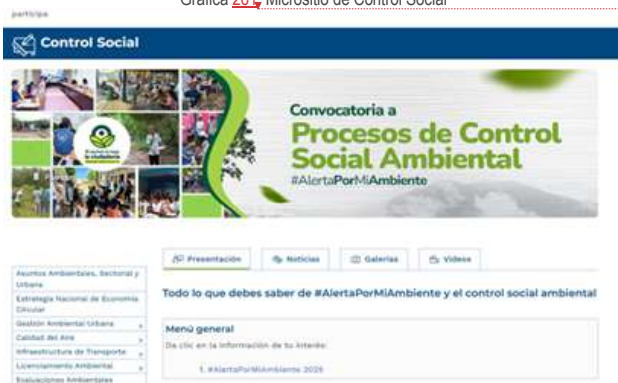 Gráfica 201, Micrositio de Control Social
participa
Control Social
Convocatoria a
Procesos de Control
Social Ambiental
#AlertaPorMiAmbiente
Presentación
Noticias
Galerías
Videos
Asuntos Ambientales, Sectorial y
Urbana
Estrategia Nacional de Economía
Circular
Gestión Ambiental Urbana
Calidad del Aire
Infraestructura de Transporte
Licenciamiento Ambiental
Evaluaciones Ambientales
Todo lo que debes saber de #AlertaPorMiAmbiente y el control social ambiental
Menú general
Da clic en la información de tu interés:
1. #AlertaPorMiAmbiente 2025